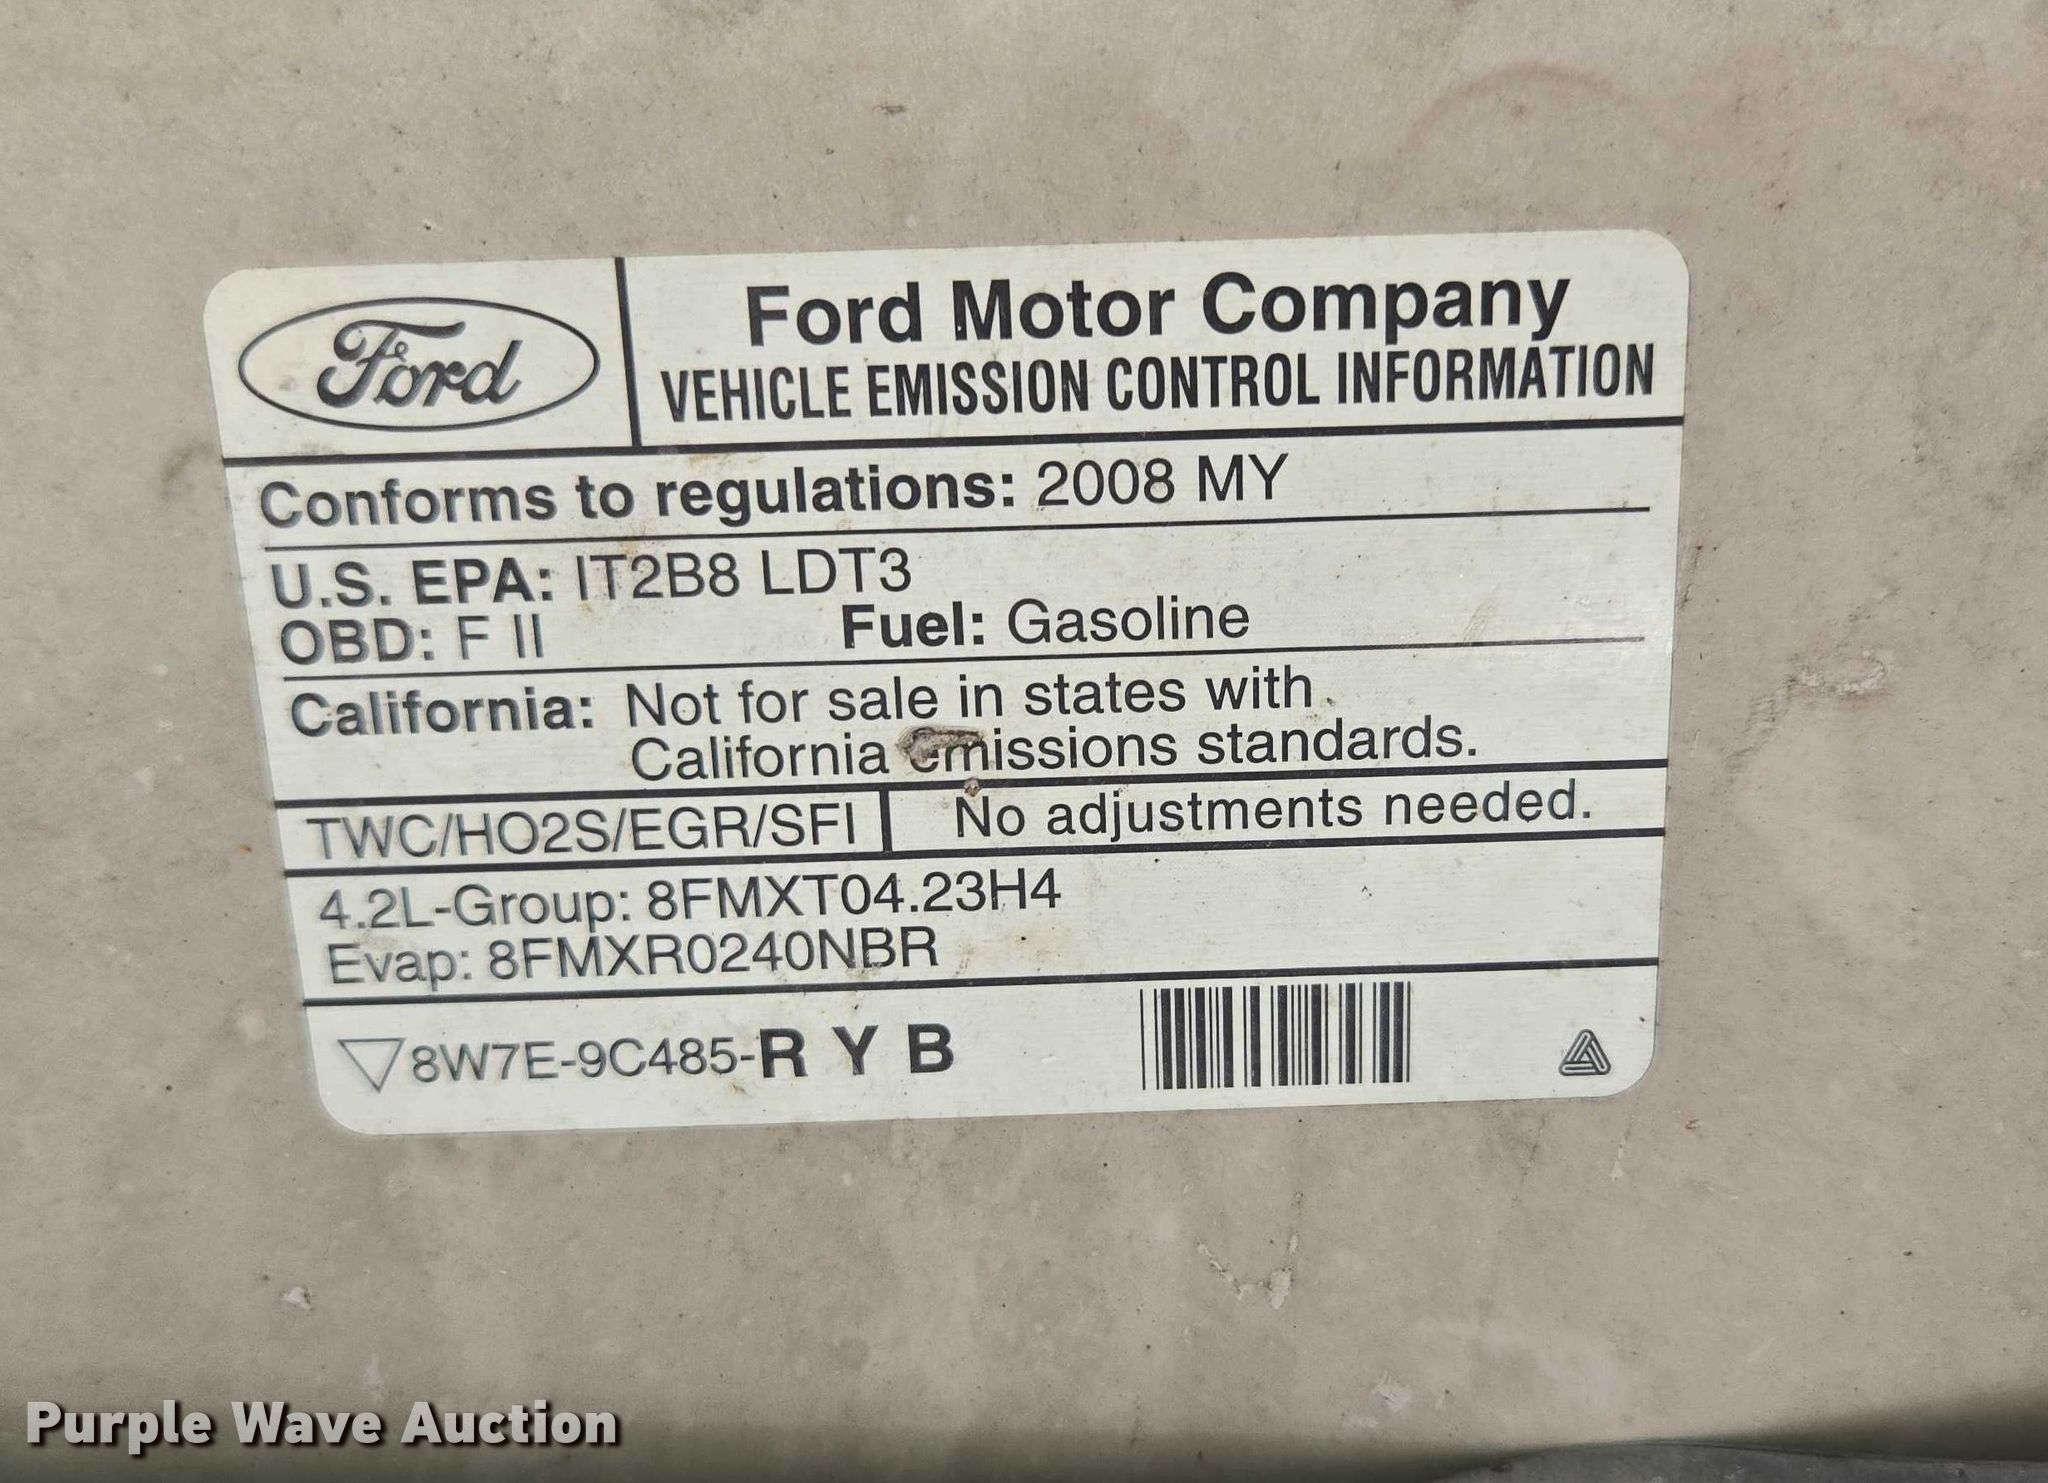 Ford
Ford Motor Company
VEHICLE EMISSION CONTROL INFORMATION
Conforms to regulations: 2008 MY
U.S. EPA: IT2B8 LDT3
OBD: F II Fuel: Gasoline
California: Not for sale in states with
California emissions standards.
TWC/HO2S/EGR/SFI No adjustments needed.
4.2L-Group: 8FMXT04.23H4
Evap: 8FMXR0240NBR
8W7E-9C485-R Y B
Purple Wave Auction